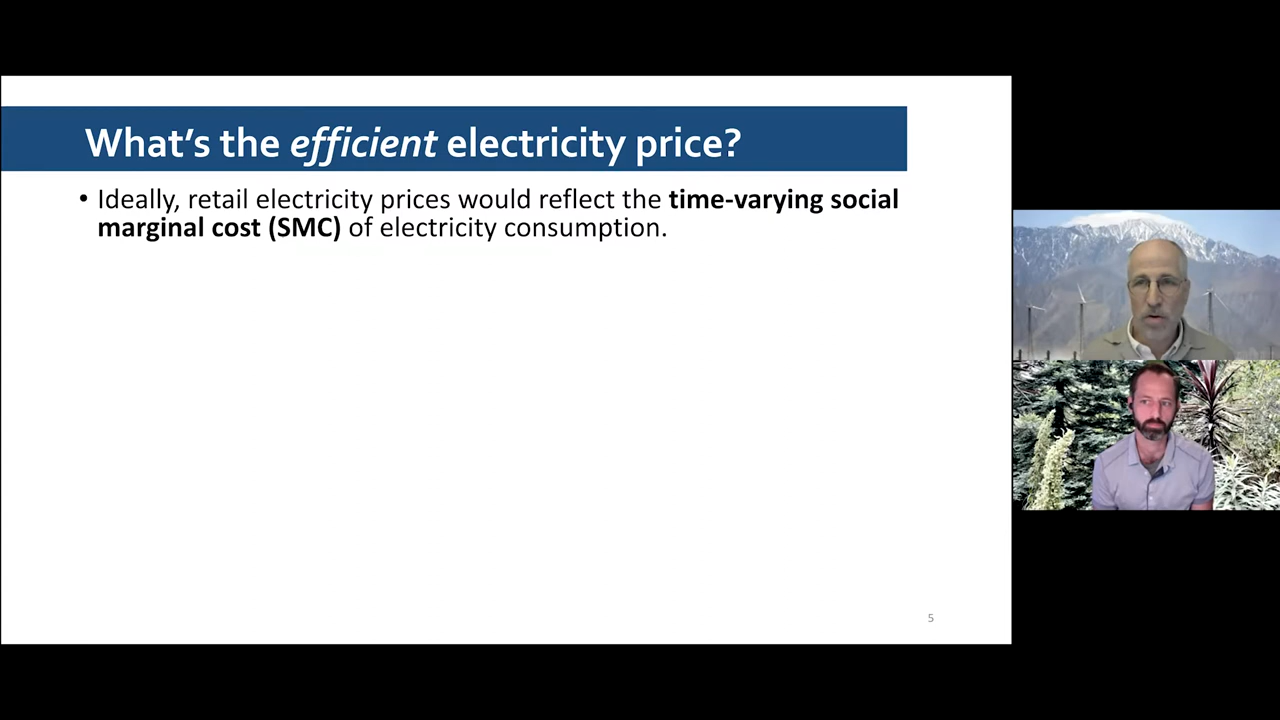 What's the efficient electricity price?
• Ideally, retail electricity prices would reflect the time-varying social
marginal cost (SMC) of electricity consumption.
5